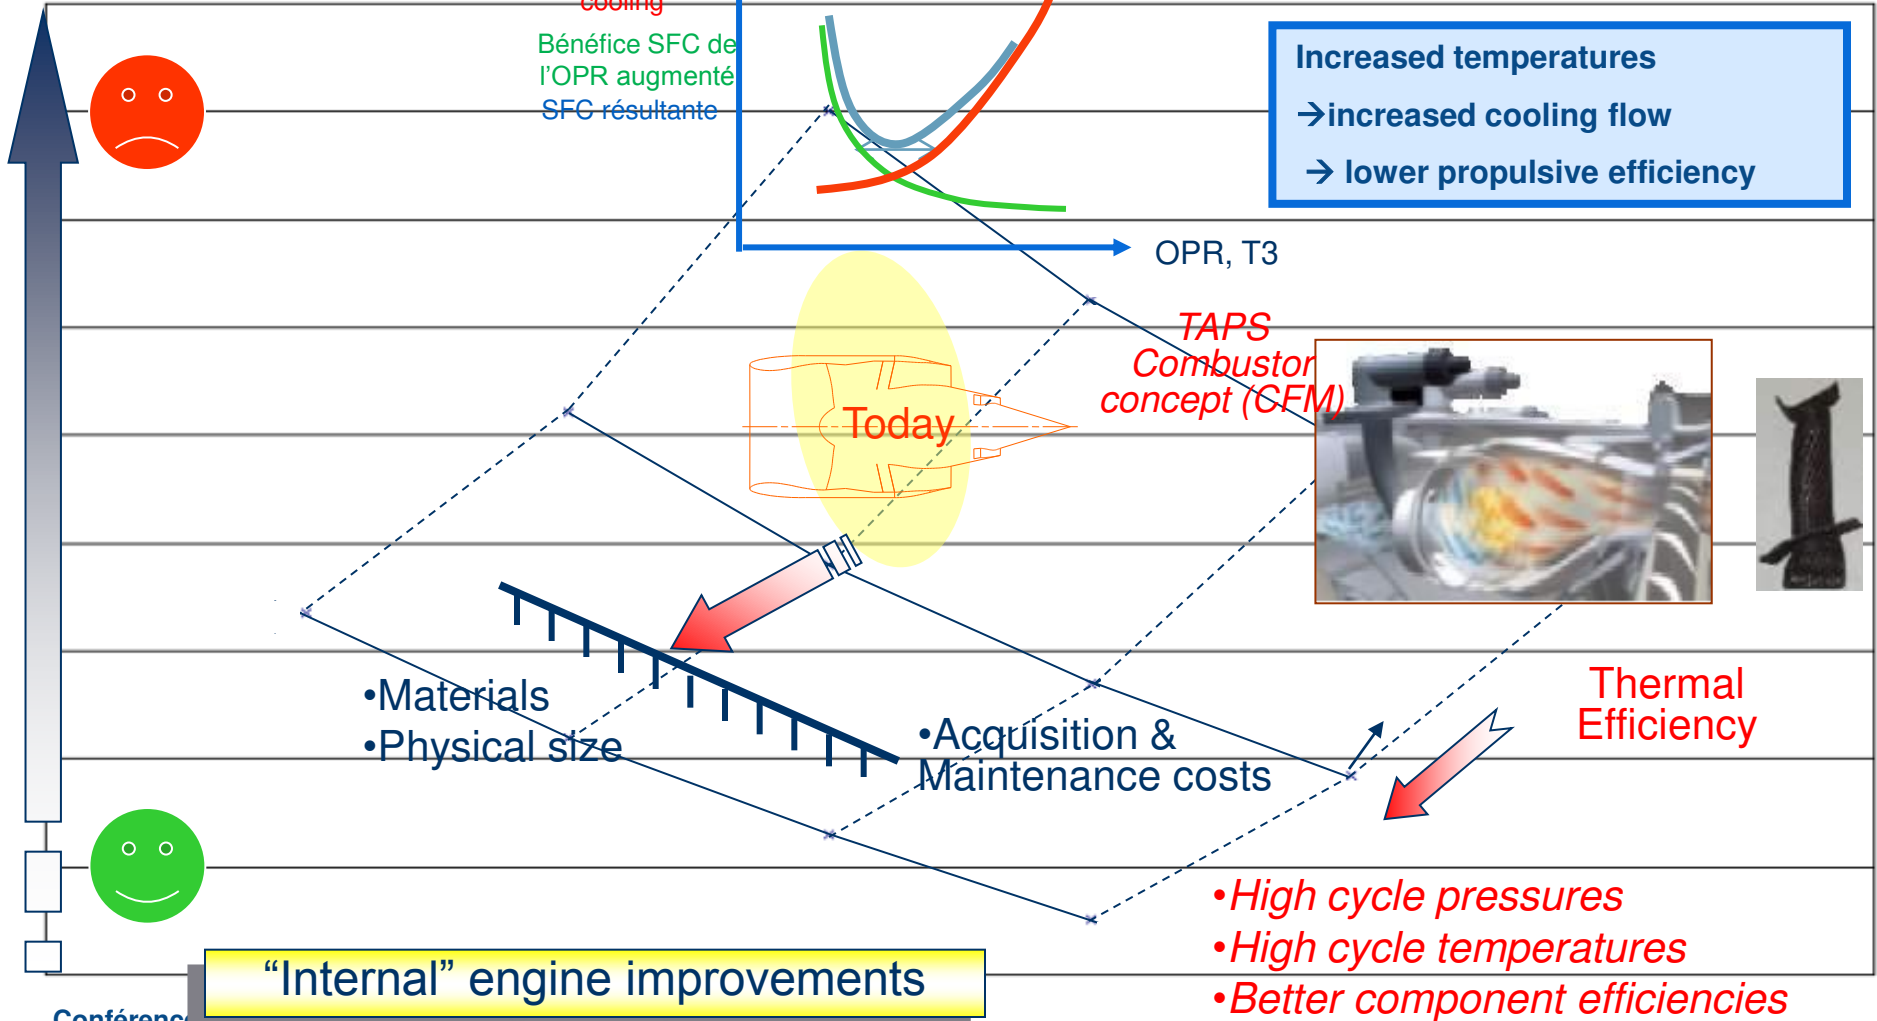 cooling
Bénéfice SFC de
l'OPR augmenté
SFC résultante
Increased temperatures
→increased cooling flow
→ lower propulsive efficiency
OPR, T3
TAPS
Combustor
concept (CFM)
Today
•Materials
•Physical size
•Acquisition &
Maintenance costs
Thermal
Efficiency
•High cycle pressures
•High cycle temperatures
•Better component efficiencies
“Internal” engine improvements
Conférence